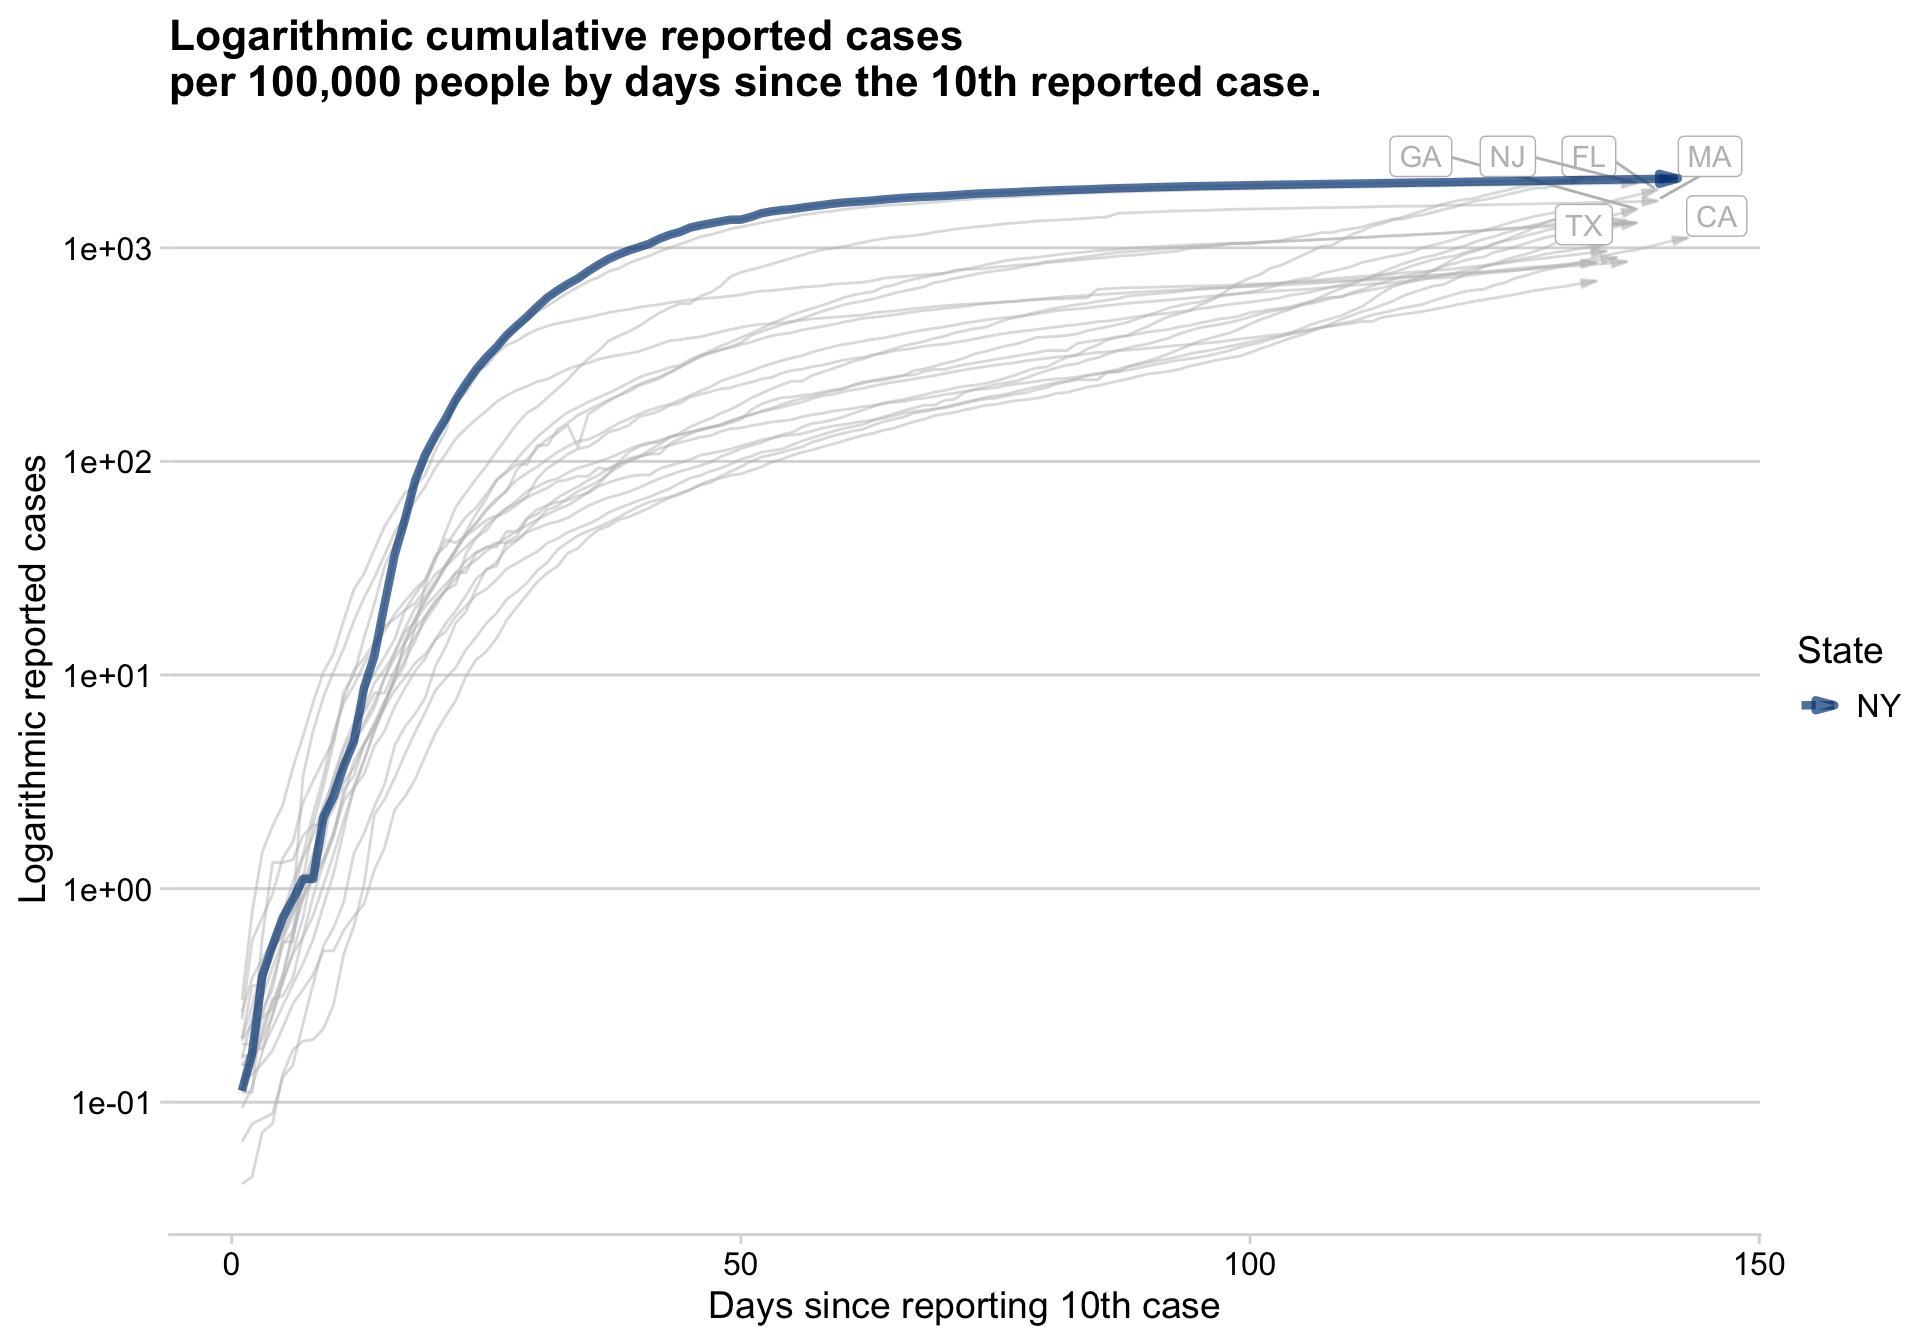 Logarithmic cumulative reported cases
per 100,000 people by days since the 10th reported case.
GA
NJ
FL
MA
TX
CA
Logarithmic reported cases
1e+03
1e+02
1e+01
1e+00
1e-01
0
50
100
150
Days since reporting 10th case
State
NY